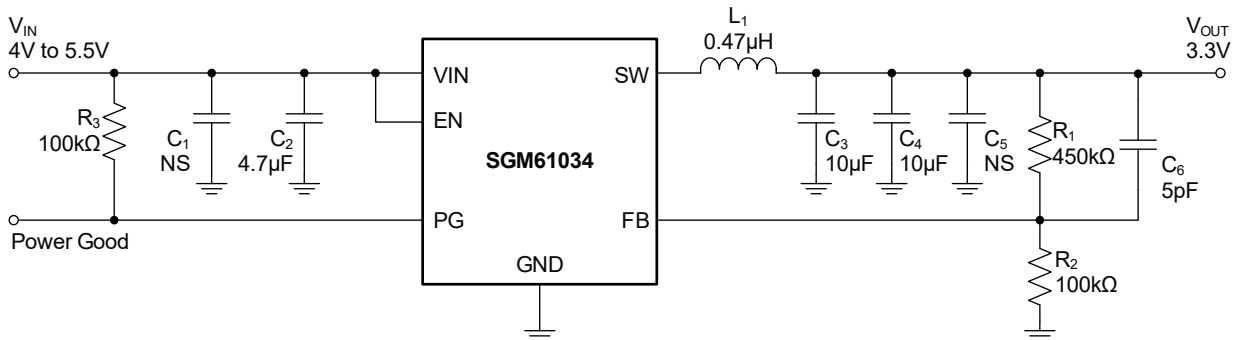 VIN
4V to 5.5V
R3
100kΩ
C1
NS
C2
4.7μF
VIN
EN
PG
SGM61034
GND
SW
FB
L1
0.47μH
C3
10μF
C4
10μF
C5
NS
R1
450kΩ
C6
5pF
R2
100kΩ
VOUT
3.3V
Power Good